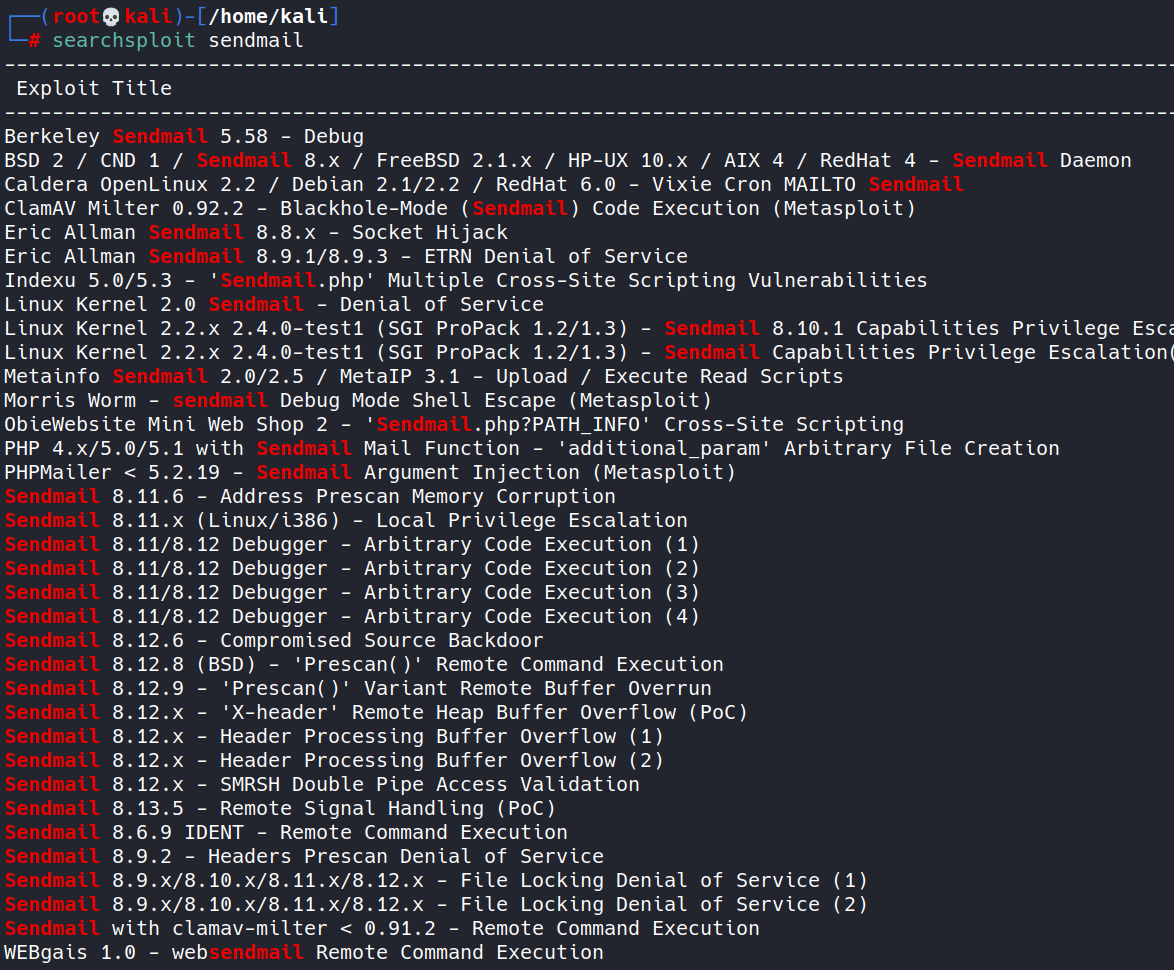 ┌──(root💀kali)-[/home/kali]
└─# searchsploit sendmail
-------------------------------------------------------------------------------------------------
 Exploit Title
-------------------------------------------------------------------------------------------------
Berkeley Sendmail 5.58 - Debug
BSD 2 / CND 1 / Sendmail 8.x / FreeBSD 2.1.x / HP-UX 10.x / AIX 4 / RedHat 4 - Sendmail Daemon
Caldera OpenLinux 2.2 / Debian 2.1/2.2 / RedHat 6.0 - Vixie Cron MAILTO Sendmail
ClamAV Milter 0.92.2 - Blackhole-Mode (Sendmail) Code Execution (Metasploit)
Eric Allman Sendmail 8.8.x - Socket Hijack
Eric Allman Sendmail 8.9.1/8.9.3 - ETRN Denial of Service
Indexu 5.0/5.3 - 'Sendmail.php' Multiple Cross-Site Scripting Vulnerabilities
Linux Kernel 2.0 Sendmail - Denial of Service
Linux Kernel 2.2.x 2.4.0-test1 (SGI ProPack 1.2/1.3) - Sendmail 8.10.1 Capabilities Privilege Esca
Linux Kernel 2.2.x 2.4.0-test1 (SGI ProPack 1.2/1.3) - Sendmail Capabilities Privilege Escalation(
Metainfo Sendmail 2.0/2.5 / MetaIP 3.1 - Upload / Execute Read Scripts
Morris Worm - sendmail Debug Mode Shell Escape (Metasploit)
ObieWebsite Mini Web Shop 2 - 'Sendmail.php?PATH_INFO' Cross-Site Scripting
PHP 4.x/5.0/5.1 with Sendmail Mail Function - 'additional_param' Arbitrary File Creation
PHPMailer < 5.2.19 - Sendmail Argument Injection (Metasploit)
Sendmail 8.11.6 - Address Prescan Memory Corruption
Sendmail 8.11.x (Linux/i386) - Local Privilege Escalation
Sendmail 8.11/8.12 Debugger - Arbitrary Code Execution (1)
Sendmail 8.11/8.12 Debugger - Arbitrary Code Execution (2)
Sendmail 8.11/8.12 Debugger - Arbitrary Code Execution (3)
Sendmail 8.11/8.12 Debugger - Arbitrary Code Execution (4)
Sendmail 8.12.6 - Compromised Source Backdoor
Sendmail 8.12.8 (BSD) - 'Prescan()' Remote Command Execution
Sendmail 8.12.9 - 'Prescan()' Variant Remote Buffer Overrun
Sendmail 8.12.x - 'X-header' Remote Heap Buffer Overflow (PoC)
Sendmail 8.12.x - Header Processing Buffer Overflow (1)
Sendmail 8.12.x - Header Processing Buffer Overflow (2)
Sendmail 8.12.x - SMRSH Double Pipe Access Validation
Sendmail 8.13.5 - Remote Signal Handling (PoC)
Sendmail 8.6.9 IDENT - Remote Command Execution
Sendmail 8.9.2 - Headers Prescan Denial of Service
Sendmail 8.9.x/8.10.x/8.11.x/8.12.x - File Locking Denial of Service (1)
Sendmail 8.9.x/8.10.x/8.11.x/8.12.x - File Locking Denial of Service (2)
Sendmail with clamav-milter < 0.91.2 - Remote Command Execution
WEBgais 1.0 - websendmail Remote Command Execution